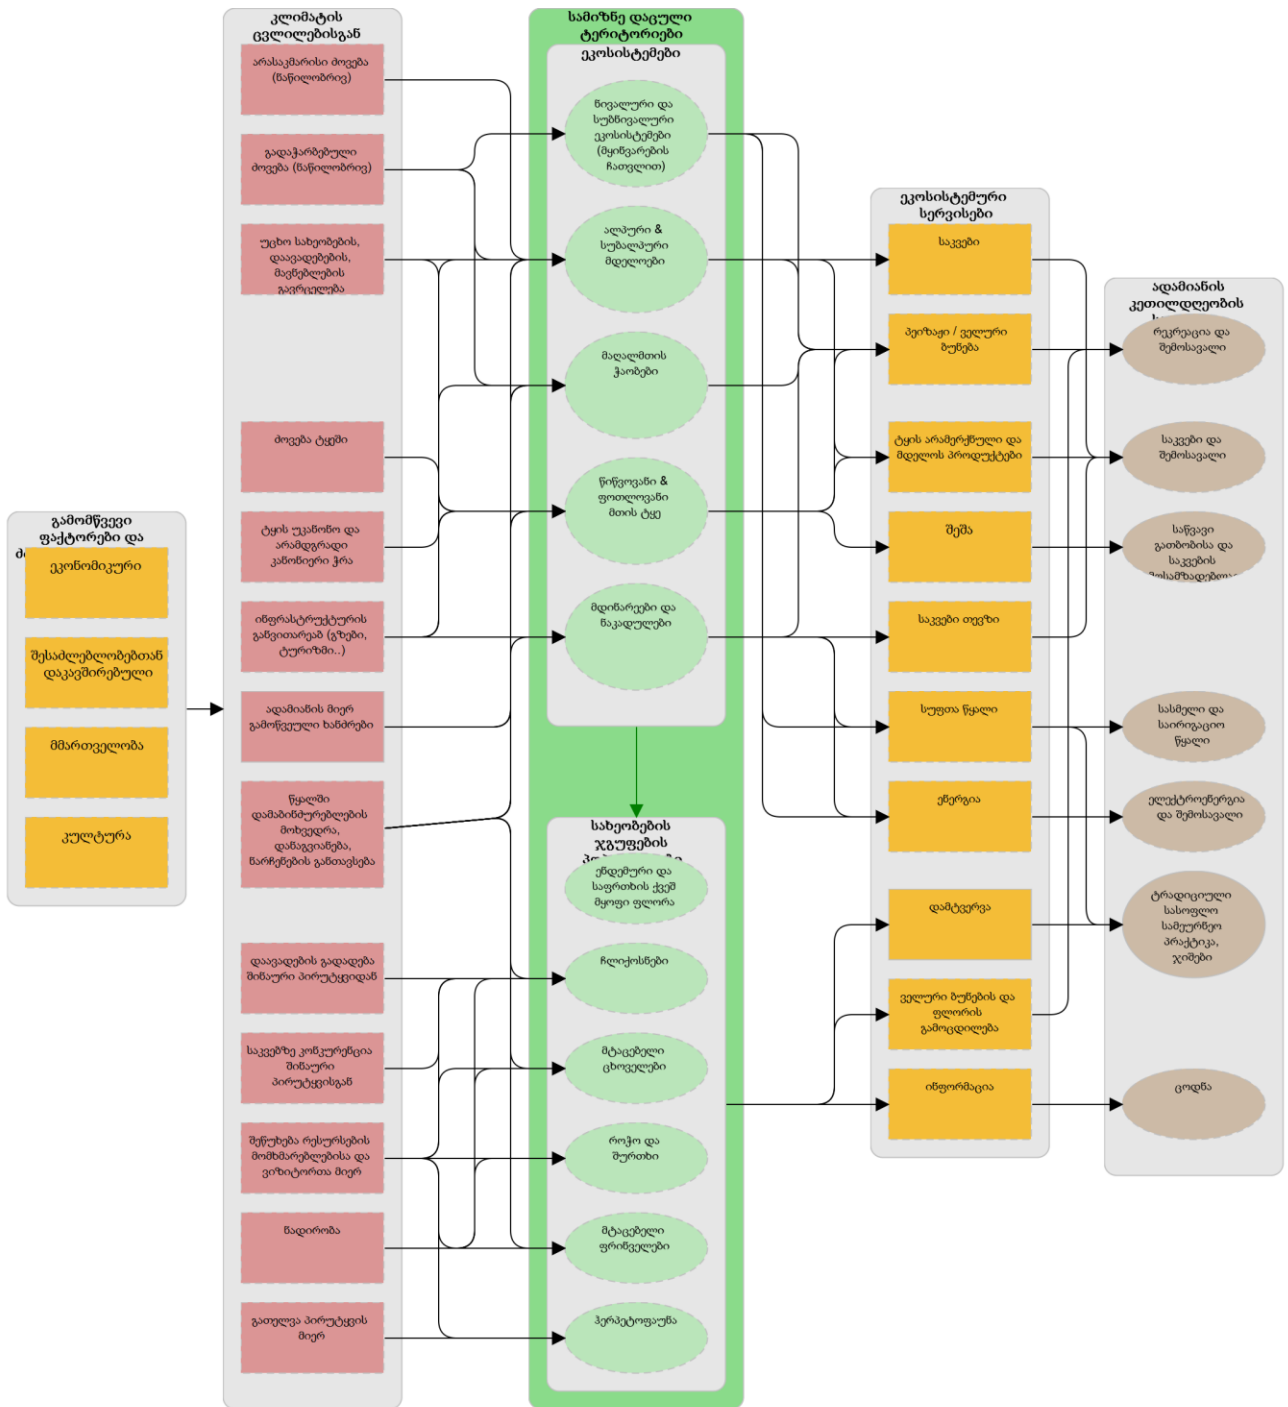 გამომწვევი
ფაქტორები და
ეკონომიკური
შესაძლებლობებთან
დაკავშირებული
მმართველობა
კულტურა
კლიმატის
ცვლილებისგან
არასაკმარისი ძოვება
(ნაწილობრივ)
გადაჭარბებული
ძოვება (ნაწილობრივ)
უცხო სახეობების,
დაავადებების,
მავნებლების
გავრცელება
ძოვება ტყეში
ტყის უკანონო და
არამდგრადი
კანონიერი ჭრა
ინფრასტრუქტურის
განვითარეაბ (გზები,
ტურიზმი..)
ადამიანის მიერ
გამოწვეული ხანძრები
წყალში
დამაბინძურებლების
მოხვედრა,
დანაგვიანება,
ნარჩენების განთავსება
დაავადების გადადება
შინაური პირუტყვიდან
საკვებზე კონკურენცია
შინაური
პირუტყვისგან
შეწუხება რესურსების
მომხმარებლებისა და
ვიზიტორთა მიერ
ნადირობა
გათელვა პირუტყვის
მიერ
სამიზნე დაცული
ტერიტორიები
ეკოსისტემები
ნივალური და
სუბნივალური
ეკოსისტემები
(მყინვარების
ჩათვლით)
ალპური &
სუბალპური
მდელოები
მაღალმთის
ჭაობები
წიწვოვანი &
ფოთლოვანი
მთის ტყე
მდინარეები და
ნაკადულები
სახეობების
ჯგუფების
ენდემური და
საფრთხის ქვეშ
მყოფი ფლორა
ჩლიქოსნები
მტაცებელი
ცხოველები
როჭო და
შურთხი
მტაცებელი
ფრინველები
ჰერპეტოფაუნა
ეკოსისტემური
სერვისები
საკვები
პეიზაჟი / ველური
ბუნება
ტყის არამერქნული და
მდელოს პროდუქტები
შეშა
საკვები თევზი
სუფთა წყალი
ენერგია
დამტვერვა
ველური ბუნების და
ფლორის
გამოცდილება
ინფორმაცია
ადამიანის
კეთილდღეობის
რეკრეაცია და
შემოსავალი
საკვები და
შემოსავალი
საწვავი
გათბობისა და
საკვების
სასმელი და
საირიგაციო
წყალი
ელექტროენერგია
და შემოსავალი
ტრადიციული
სასოფლო
სამეურნეო
პრაქტიკა,
ჯიშები
ცოდნა